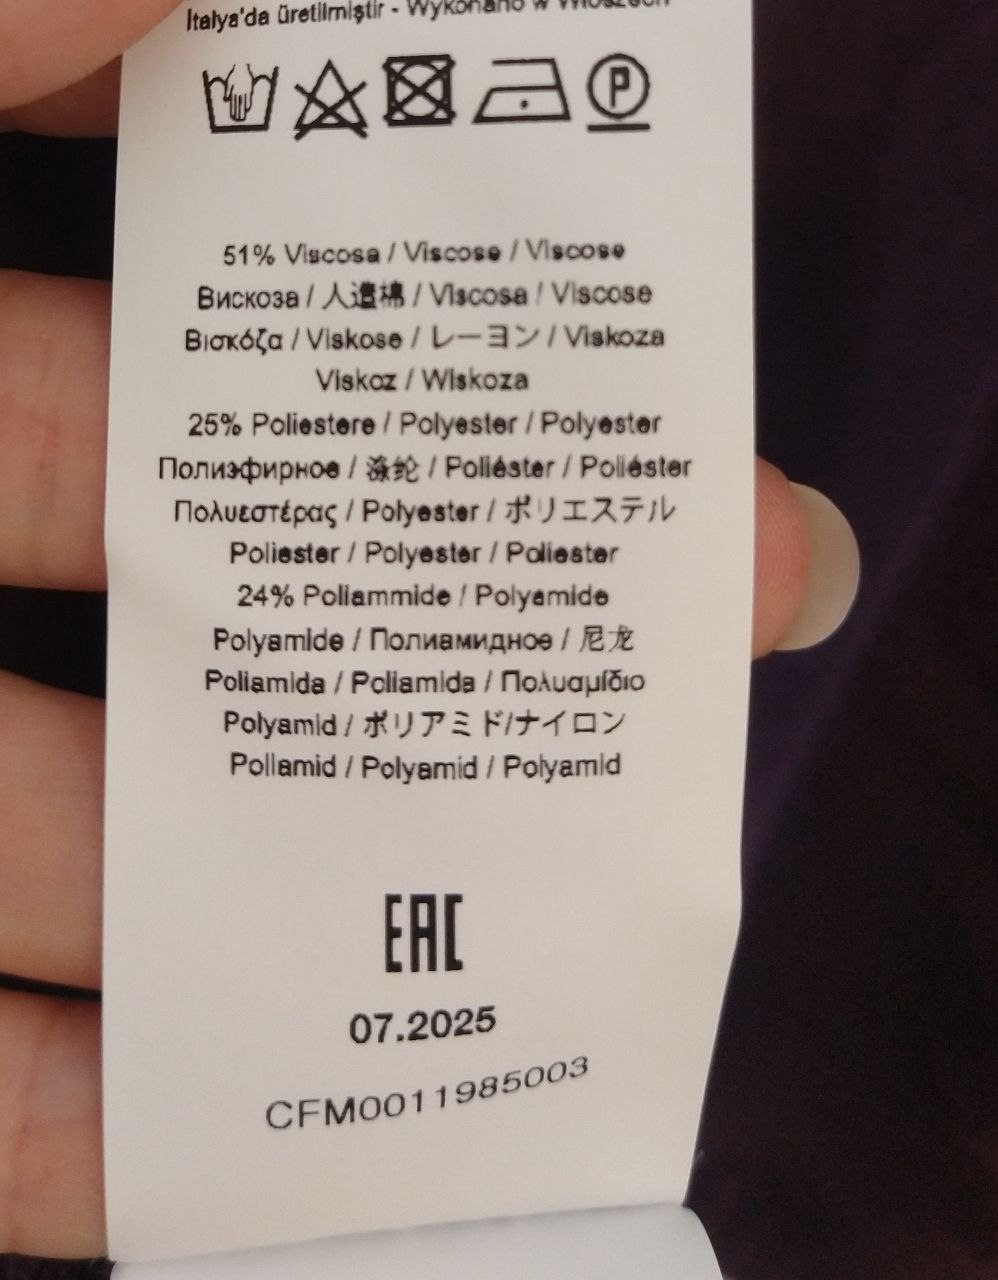 İtalya'da üretilmiştir - Wykonano w Włoszech
P
51% Viscosa / Viscose / Viscose
Вискоза / 人造棉 / Viscosa / Viscose
Βισκόζα / Viskose / レーヨン / Viskoza
Viskoz / Wiskoza
25% Poliestere / Polyester / Polyester
Полиэфирное / 涤纶 / Poliéster / Poliéster
Πολυεστέρας / Polyester / ポリエステル
Poliester / Polyester / Poliester
24% Poliammide / Polyamide
Polyamide / Полиамидное / 尼龙
Poliamida / Poliamida / Πολυαμίδιο
Polyamid / ポリアミド/ナイロン
Poliamid / Polyamid / Polyamid
EAC
07.2025
CFM0011985003